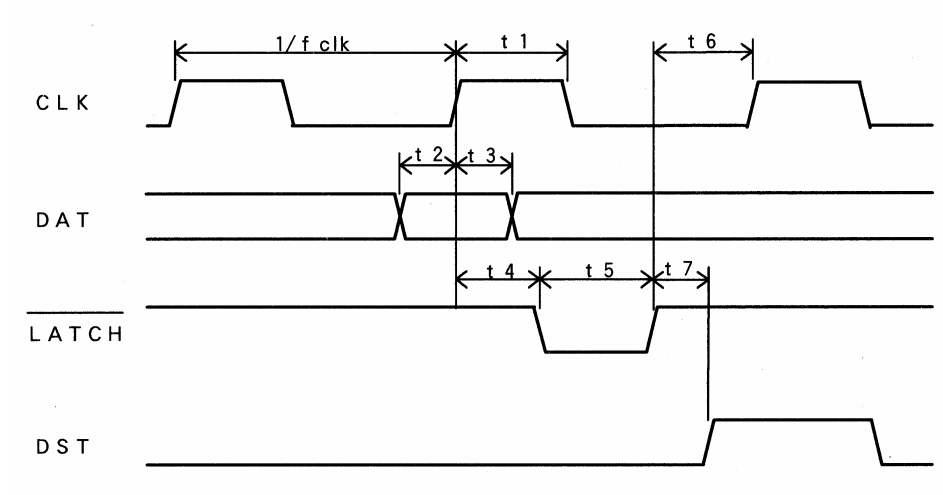 1/f clk
t 1
t 6
CLK
t 2
t 3
DAT
t 4
t 5
t 7
LATCH
DST